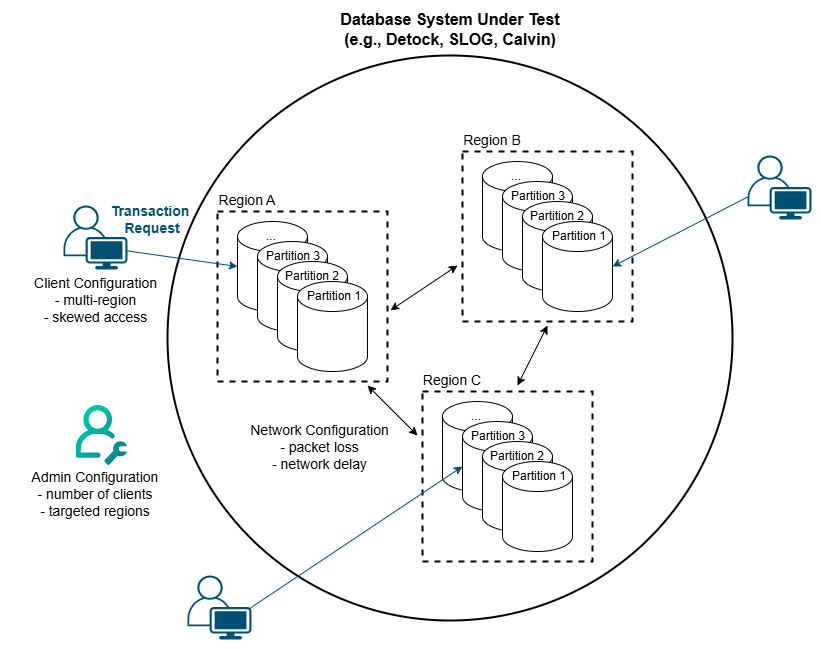 Database System Under Test
(e.g., Detock, SLOG, Calvin)
Region B
...
Partition 3
Partition 2
Partition 1
Region A
...
Partition 3
Partition 2
Partition 1
Transaction
Request
Client Configuration
- multi-region
- skewed access
Region C
...
Partition 3
Partition 2
Partition 1
Network Configuration
- packet loss
- network delay
Admin Configuration
- number of clients
- targeted regions